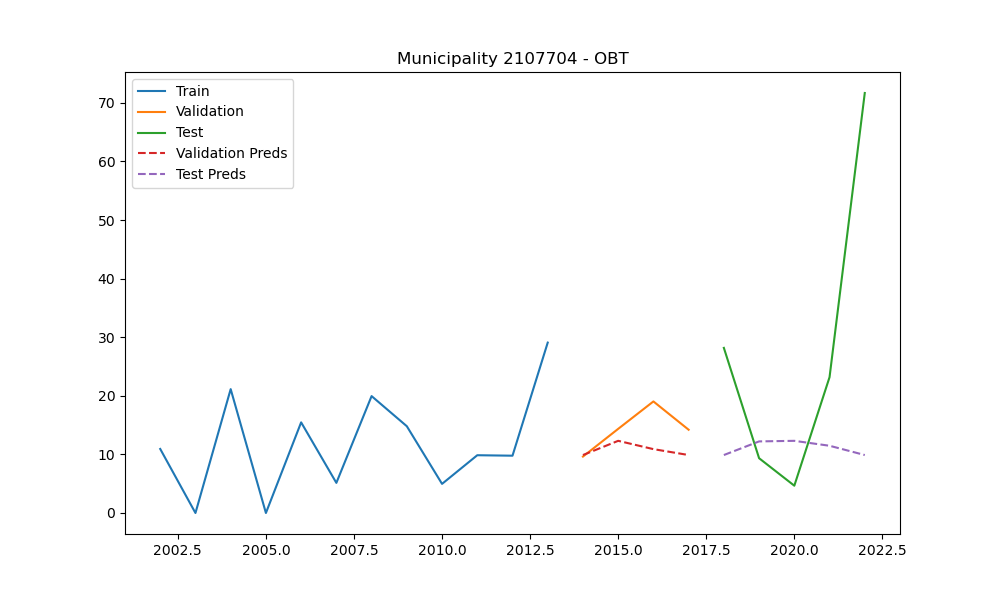 Municipality 2107704 - OBT
Train
Validation
Test
Validation Preds
Test Preds
70
60
50
40
30
20
10
0
2002.5 2005.0 2007.5 2010.0 2012.5 2015.0 2017.5 2020.0 2022.5